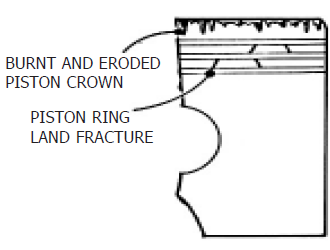 BURNT AND ERODED
PISTON CROWN
PISTON RING
LAND FRACTURE